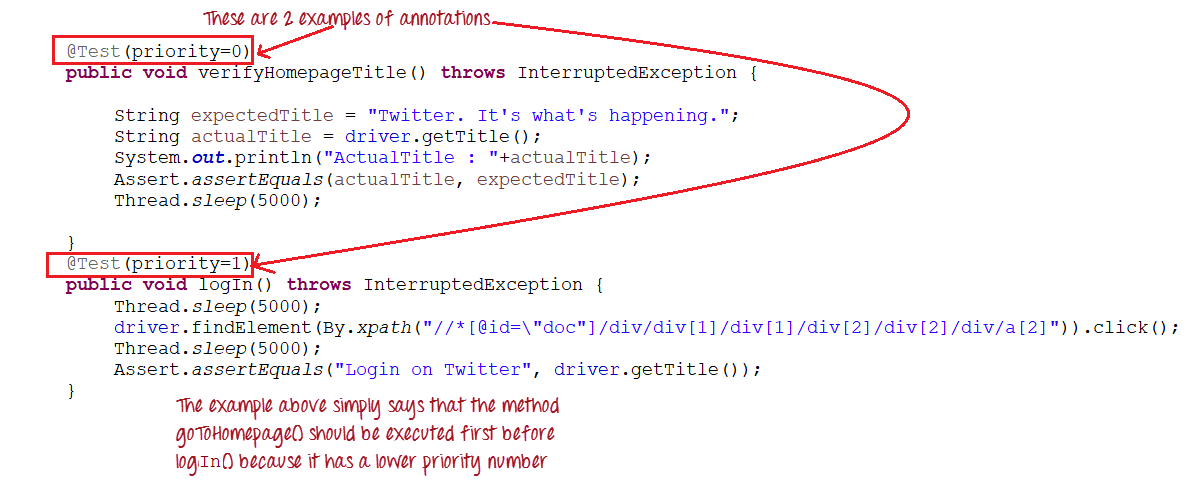 These are 2 examples of annotations
@Test(priority=0)
public void verifyHomepageTitle() throws InterruptedException {
String expectedTitle = "Twitter. It's what's happening.";
String actualTitle = driver.getTitle();
System.out.println("ActualTitle : "+actualTitle);
Assert.assertEquals(actualTitle, expectedTitle);
Thread.sleep(5000);
}
@Test(priority=1)
public void logIn() throws InterruptedException {
Thread.sleep(5000);
driver.findElement(By.xpath("//*[@id=\"doc"]/div/div[1]/div[1]/div[2]/div[2]/div/a[2]")).click();
Thread.sleep(5000);
Assert.assertEquals("Login on Twitter", driver.getTitle());
}
The example above simply says that the method
goToHomepage() should be executed first before
logIn() because it has a lower priority number